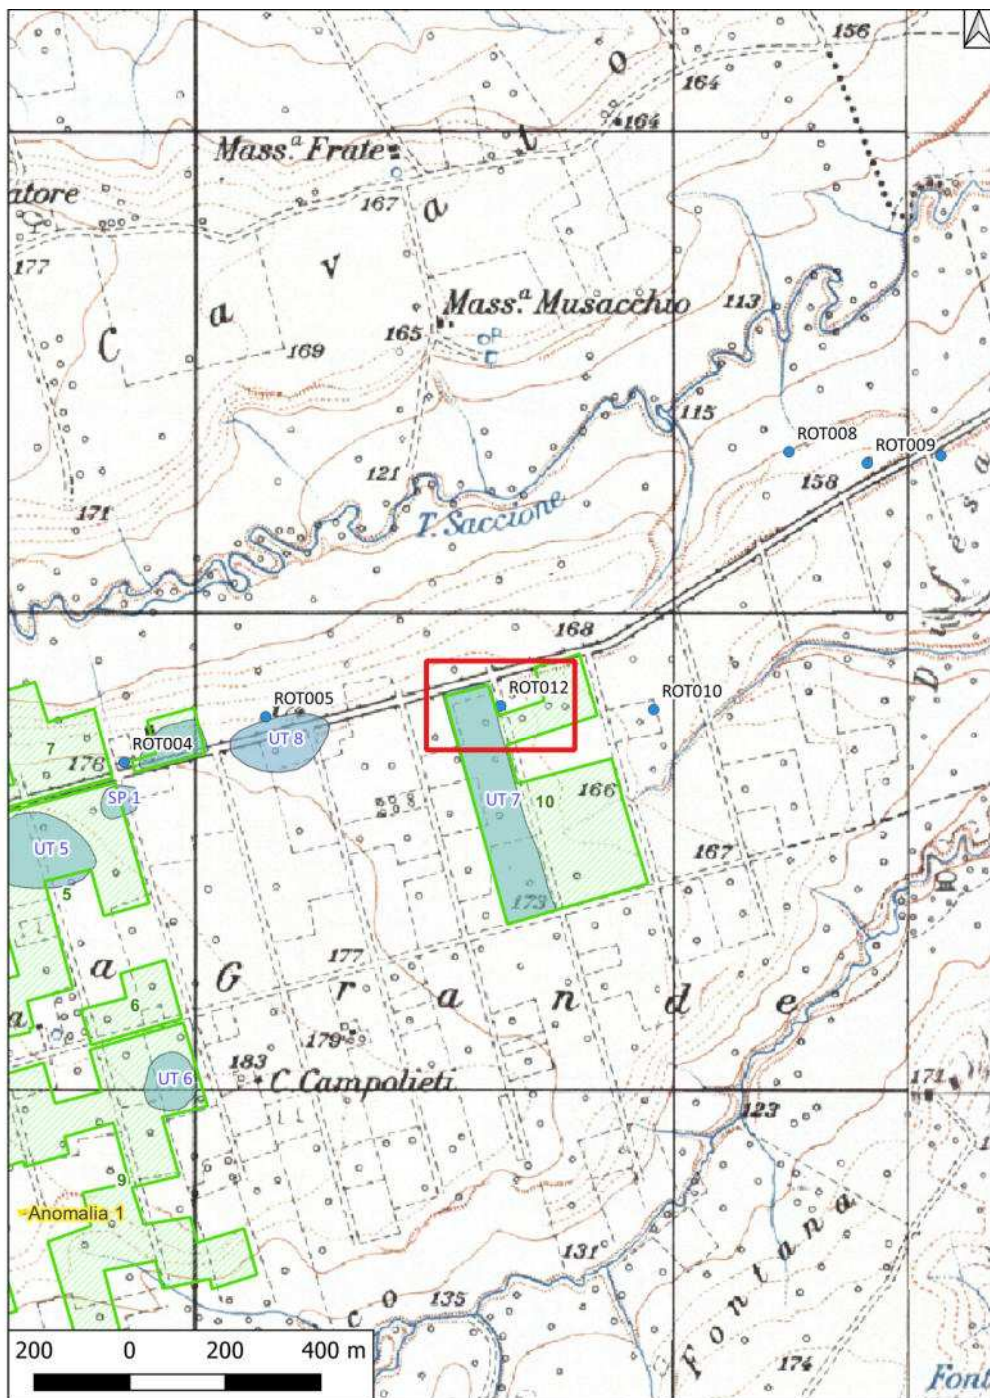 156
164
o
164
Mass.ª Frate
t
atore
167
a
177
v
Mass.ª Musacchio
113
C
a
165
169
115
ROT008
ROT009
121
158
a
171
T. Saccione
s
168
ROT005
ROT012
ROT010
D
ROT004
UT 8
7
176
SP 1
UT 7
10
166
UT 5
167
5
173
177
a
G
r
a
n
d
e
a
6
179
183
C. Campolieti
UT 6
171
123
9
Anomalia 1
131
Fontana
135
c
o
174
200 0 200 400 m
Font